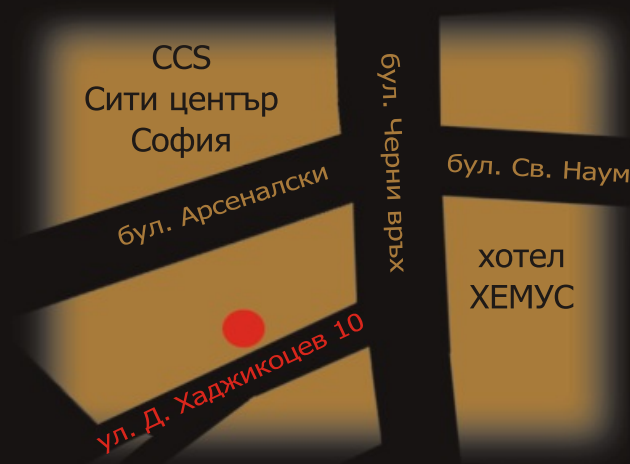 CCS
Сити център
София
бул. Арсеналски
бул. Черни връх
бул. Св. Наум
хотел
ХЕМУС
ул. Д. Хаджикоцев 10